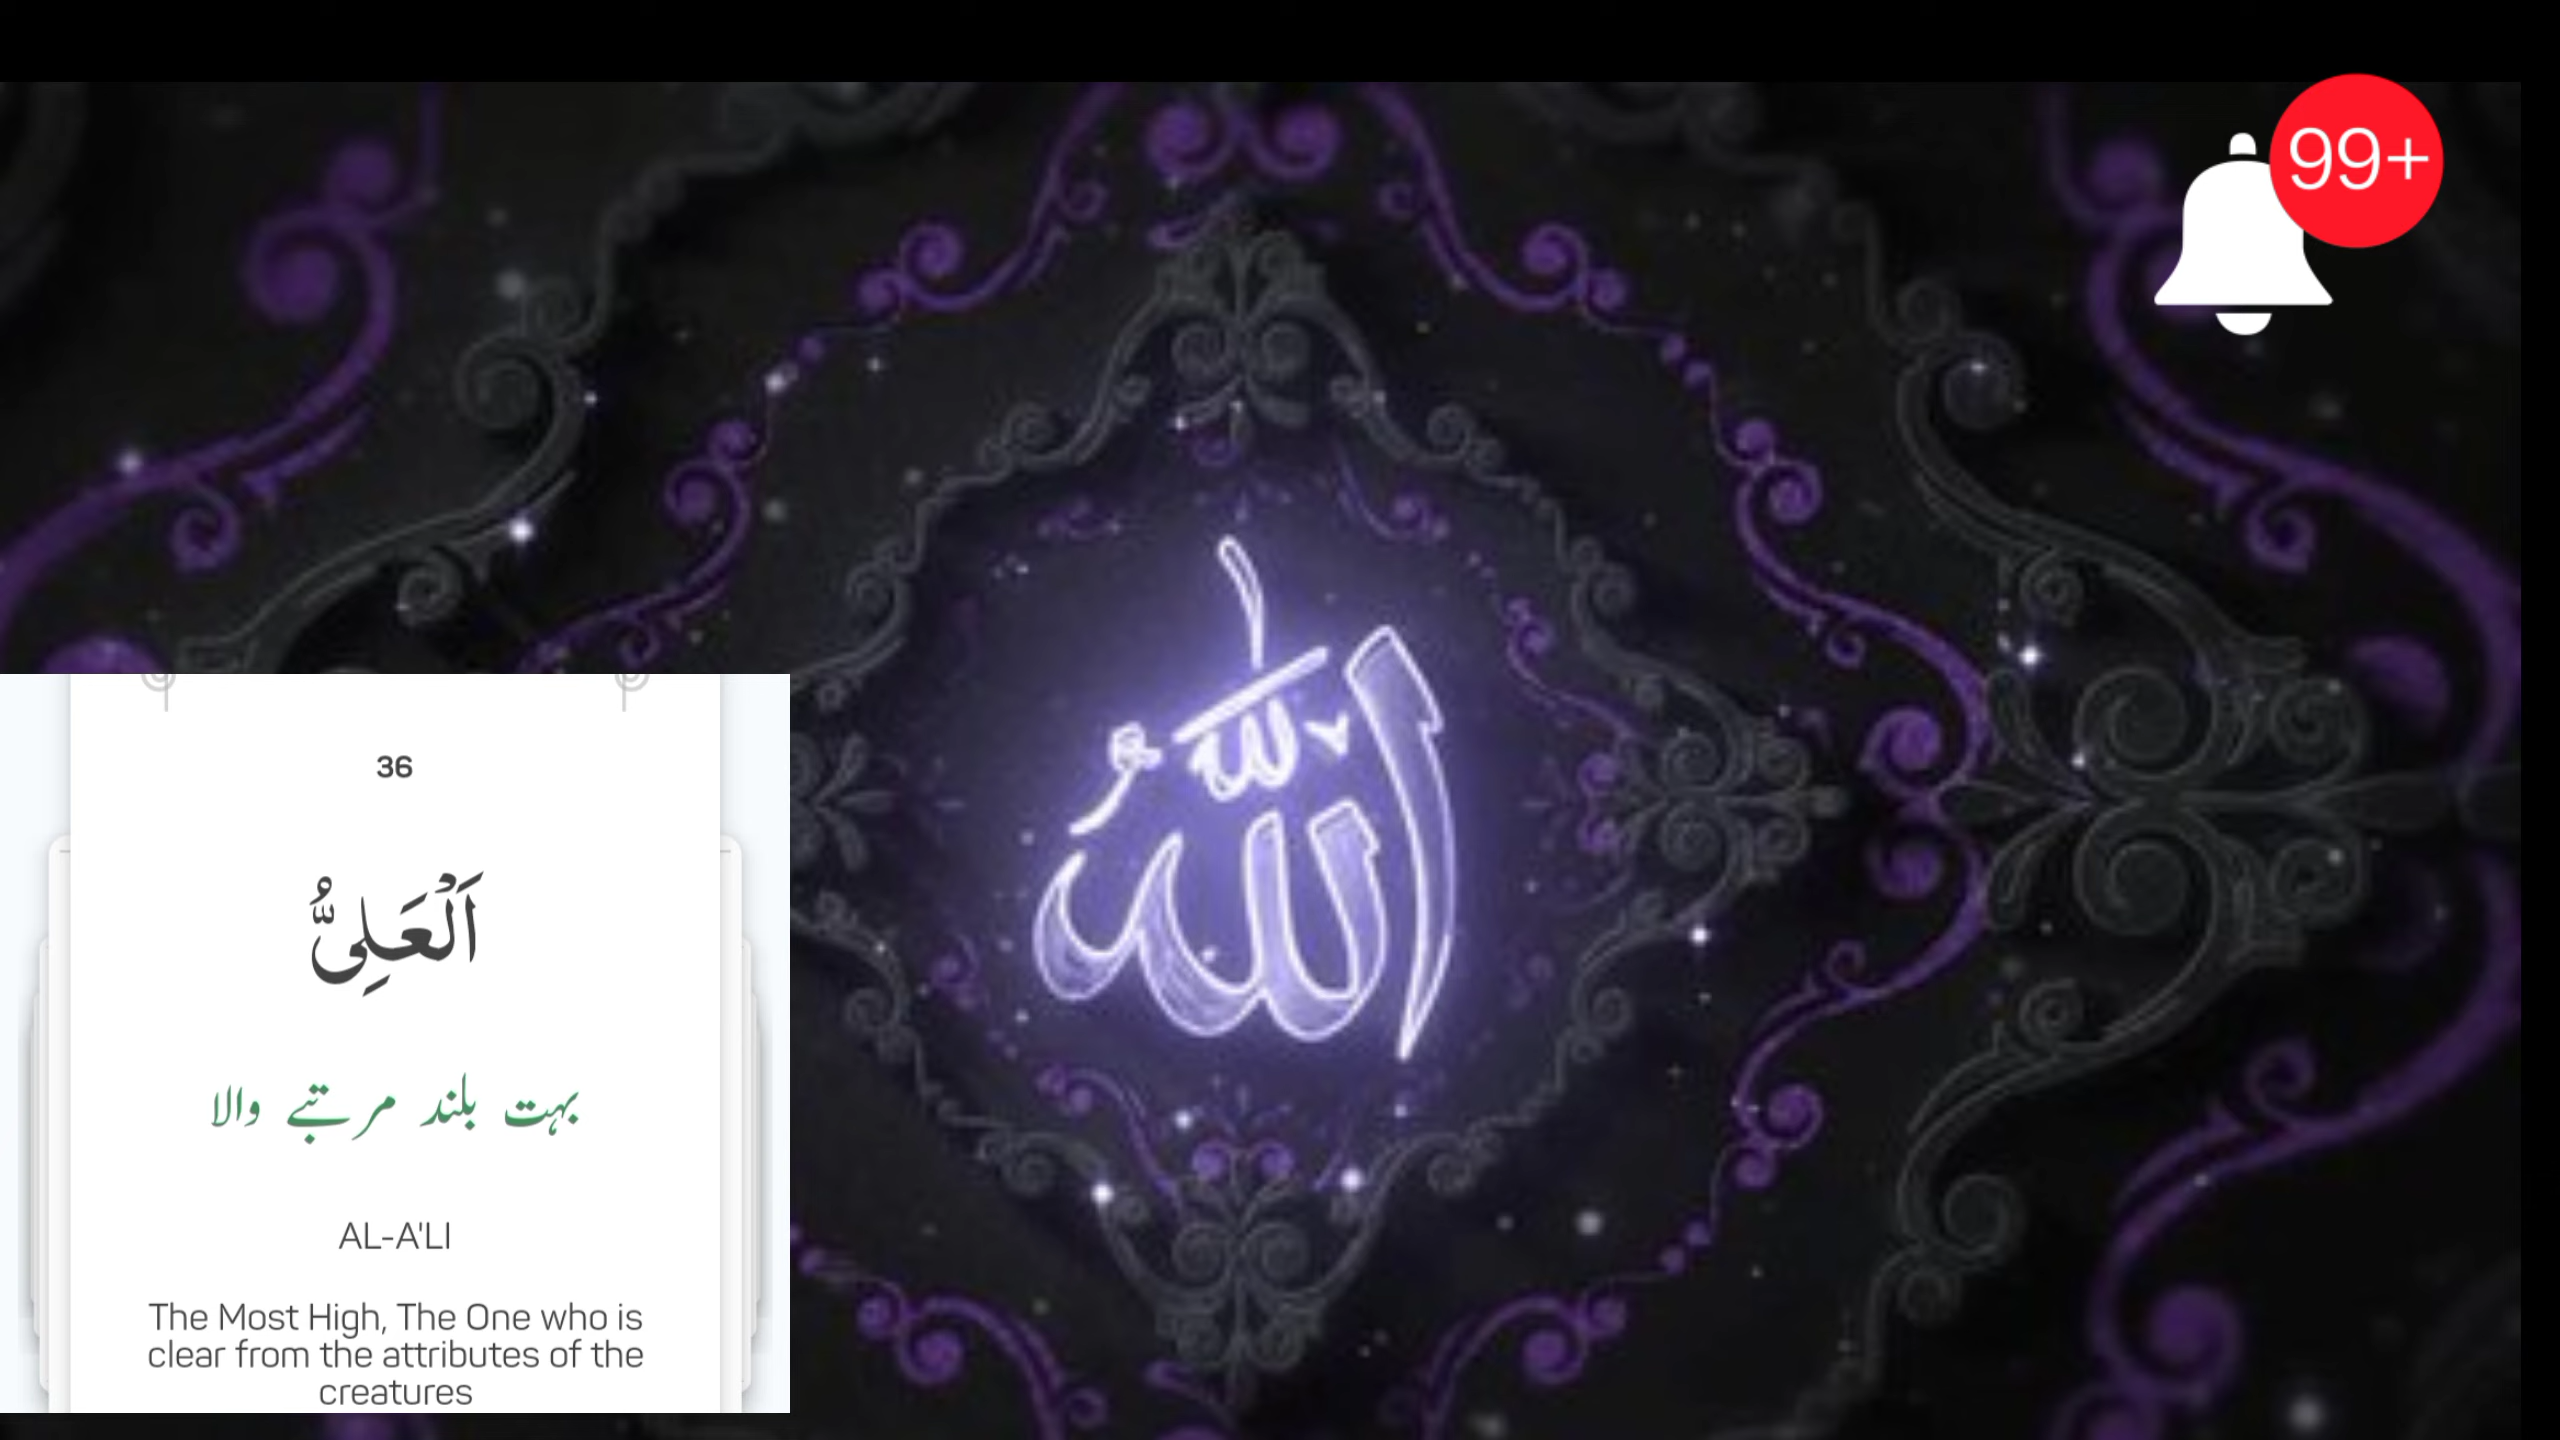 99+
اللهُ
36
اَلْعَلِیُّ
بہت بلند مرتبے والا
AL-A'LI
The Most High, The One who is
clear from the attributes of the
creatures